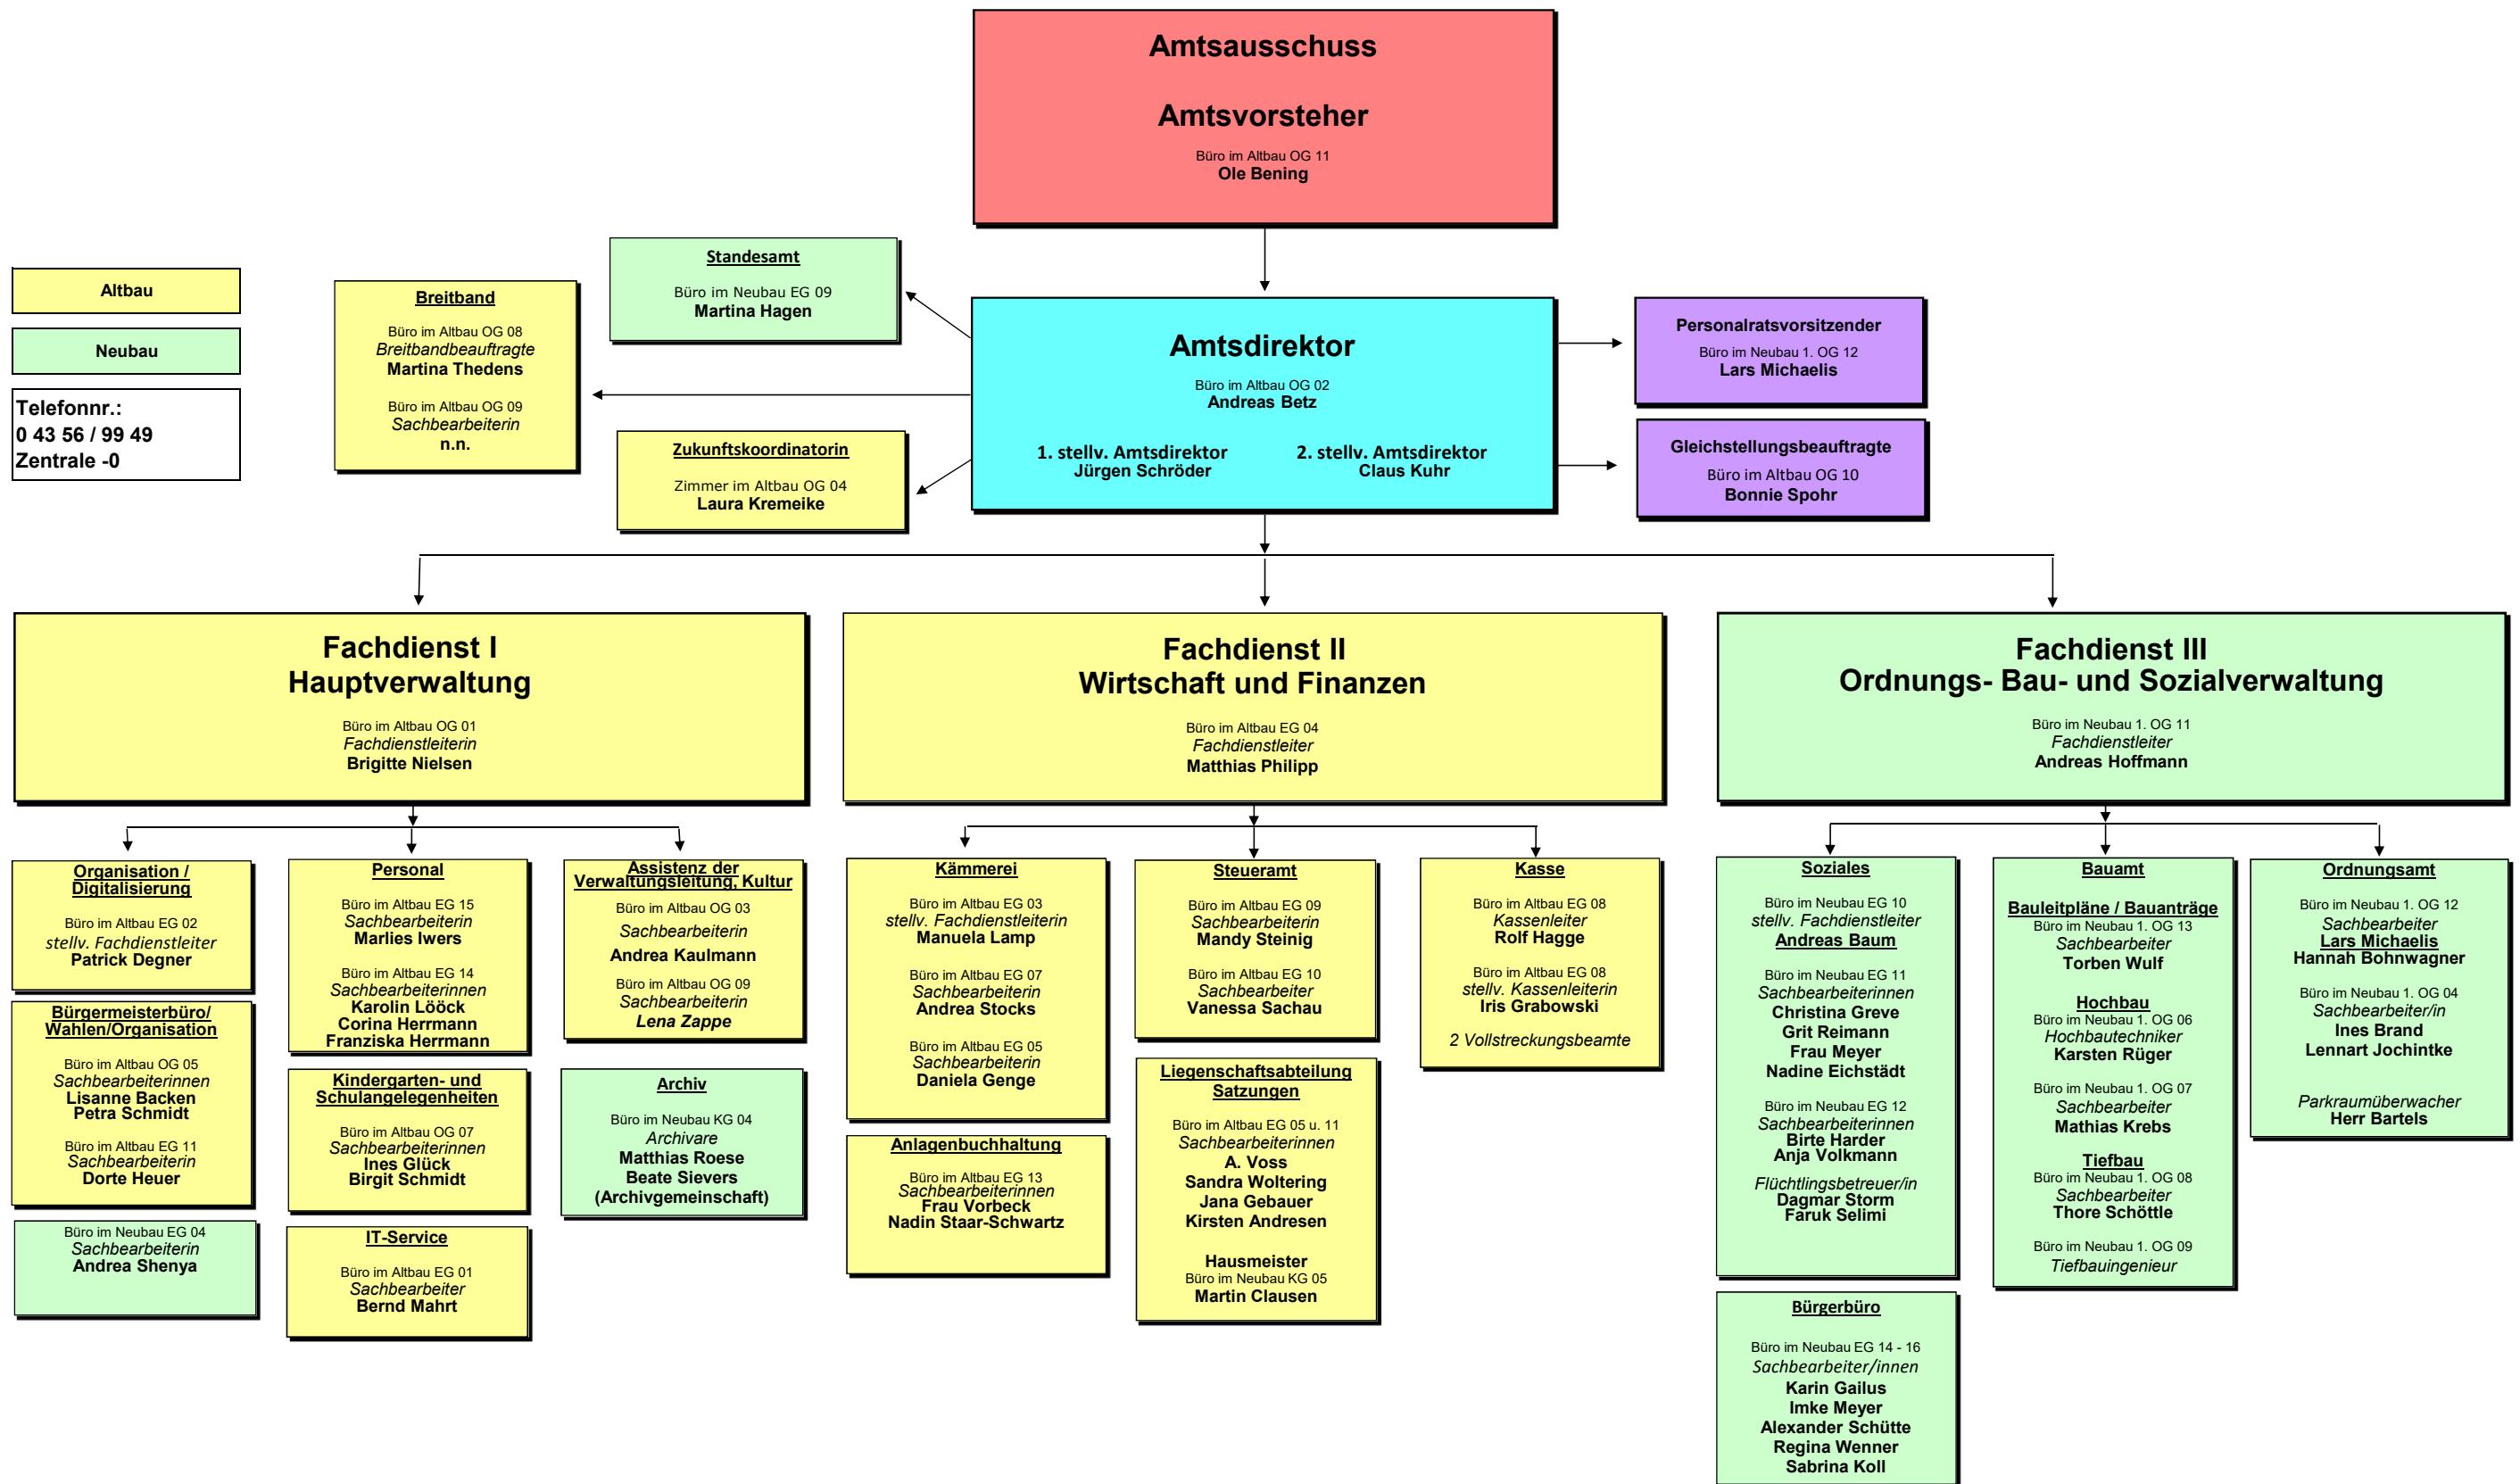 Amtsausschuss
Amtsvorsteher
Büro im Altbau OG 11
Ole Bening
Altbau
Neubau
Telefonnr.:
0 43 56 / 99 49
Zentrale -0
Breitband
Büro im Altbau OG 08
Breitbandbeauftragte
Martina Thedens
Büro im Altbau OG 09
Sachbearbeiterin
n.n.
Standesamt
Büro im Neubau EG 09
Martina Hagen
Zukunftskoordinatorin
Zimmer im Altbau OG 04
Laura Kremeike
Amtsdirektor
Büro im Altbau OG 02
Andreas Betz
1. stellv. Amtsdirektor 2. stellv. Amtsdirektor
Jürgen Schröder Claus Kuhr
Personalratsvorsitzender
Büro im Neubau 1. OG 12
Lars Michaelis
Gleichstellungsbeauftragte
Büro im Altbau OG 10
Bonnie Spohr
Fachdienst I
Hauptverwaltung
Büro im Altbau OG 01
Fachdienstleiterin
Brigitte Nielsen
Fachdienst II
Wirtschaft und Finanzen
Büro im Altbau EG 04
Fachdienstleiter
Matthias Philipp
Fachdienst III
Ordnungs- Bau- und Sozialverwaltung
Büro im Neubau 1. OG 11
Fachdienstleiter
Andreas Hoffmann
Organisation /
Digitalisierung
Büro im Altbau EG 02
stellv. Fachdienstleiter
Patrick Degner
Bürgermeisterbüro/
Wahlen/Organisation
Büro im Altbau OG 05
Sachbearbeiterinnen
Lisanne Backen
Petra Schmidt
Büro im Altbau EG 11
Sachbearbeiterin
Dorte Heuer
Büro im Neubau EG 04
Sachbearbeiterin
Andrea Shenya
Personal
Büro im Altbau EG 15
Sachbearbeiterin
Marlies Iwers
Büro im Altbau EG 14
Sachbearbeiterinnen
Karolin Lööck
Corina Herrmann
Franziska Herrmann
Kindergarten- und
Schulangelegenheiten
Büro im Altbau OG 07
Sachbearbeiterinnen
Ines Glück
Birgit Schmidt
IT-Service
Büro im Altbau EG 01
Sachbearbeiter
Bernd Mahrt
Assistenz der
Verwaltungsleitung, Kultur
Büro im Altbau OG 03
Sachbearbeiterin
Andrea Kaulmann
Büro im Altbau OG 09
Sachbearbeiterin
Lena Zappe
Archiv
Büro im Neubau KG 04
Archivare
Matthias Roese
Beate Sievers
(Archivgemeinschaft)
Kämmerei
Büro im Altbau EG 03
stellv. Fachdienstleiterin
Manuela Lamp
Büro im Altbau EG 07
Sachbearbeiterin
Andrea Stocks
Büro im Altbau EG 05
Sachbearbeiterin
Daniela Genge
Anlagenbuchhaltung
Büro im Altbau EG 13
Sachbearbeiterinnen
Frau Vorbeck
Nadin Staar-Schwartz
Steueramt
Büro im Altbau EG 09
Sachbearbeiterin
Mandy Steinig
Büro im Altbau EG 10
Sachbearbeiter
Vanessa Sachau
Liegenschaftsabteilung
Satzungen
Büro im Altbau EG 05 u. 11
Sachbearbeiterinnen
A. Voss
Sandra Woltering
Jana Gebauer
Kirsten Andresen
Hausmeister
Büro im Neubau KG 05
Martin Clausen
Kasse
Büro im Altbau EG 08
Kassenleiter
Rolf Hagge
Büro im Altbau EG 08
stellv. Kassenleiterin
Iris Grabowski
2 Vollstreckungsbeamte
Soziales
Büro im Neubau EG 10
stellv. Fachdienstleiter
Andreas Baum
Büro im Neubau EG 11
Sachbearbeiterinnen
Christina Greve
Grit Reimann
Frau Meyer
Nadine Eichstädt
Büro im Neubau EG 12
Sachbearbeiterinnen
Birte Harder
Anja Volkmann
Flüchtlingsbetreuer/in
Dagmar Storm
Faruk Selimi
Bürgerbüro
Büro im Neubau EG 14 - 16
Sachbearbeiter/innen
Karin Gailus
Imke Meyer
Alexander Schütte
Regina Wenner
Sabrina Koll
Bauamt
Bauleitpläne / Bauanträge
Büro im Neubau 1. OG 13
Sachbearbeiter
Torben Wulf
Hochbau
Büro im Neubau 1. OG 06
Hochbautechniker
Karsten Rüger
Büro im Neubau 1. OG 07
Sachbearbeiter
Mathias Krebs
Tiefbau
Büro im Neubau 1. OG 08
Sachbearbeiter
Thore Schöttle
Büro im Neubau 1. OG 09
Tiefbauingenieur
Ordnungsamt
Büro im Neubau 1. OG 12
Sachbearbeiter
Lars Michaelis
Hannah Bohnwagner
Büro im Neubau 1. OG 04
Sachbearbeiter/in
Ines Brand
Lennart Jochintke
Parkraumüberwacher
Herr Bartels